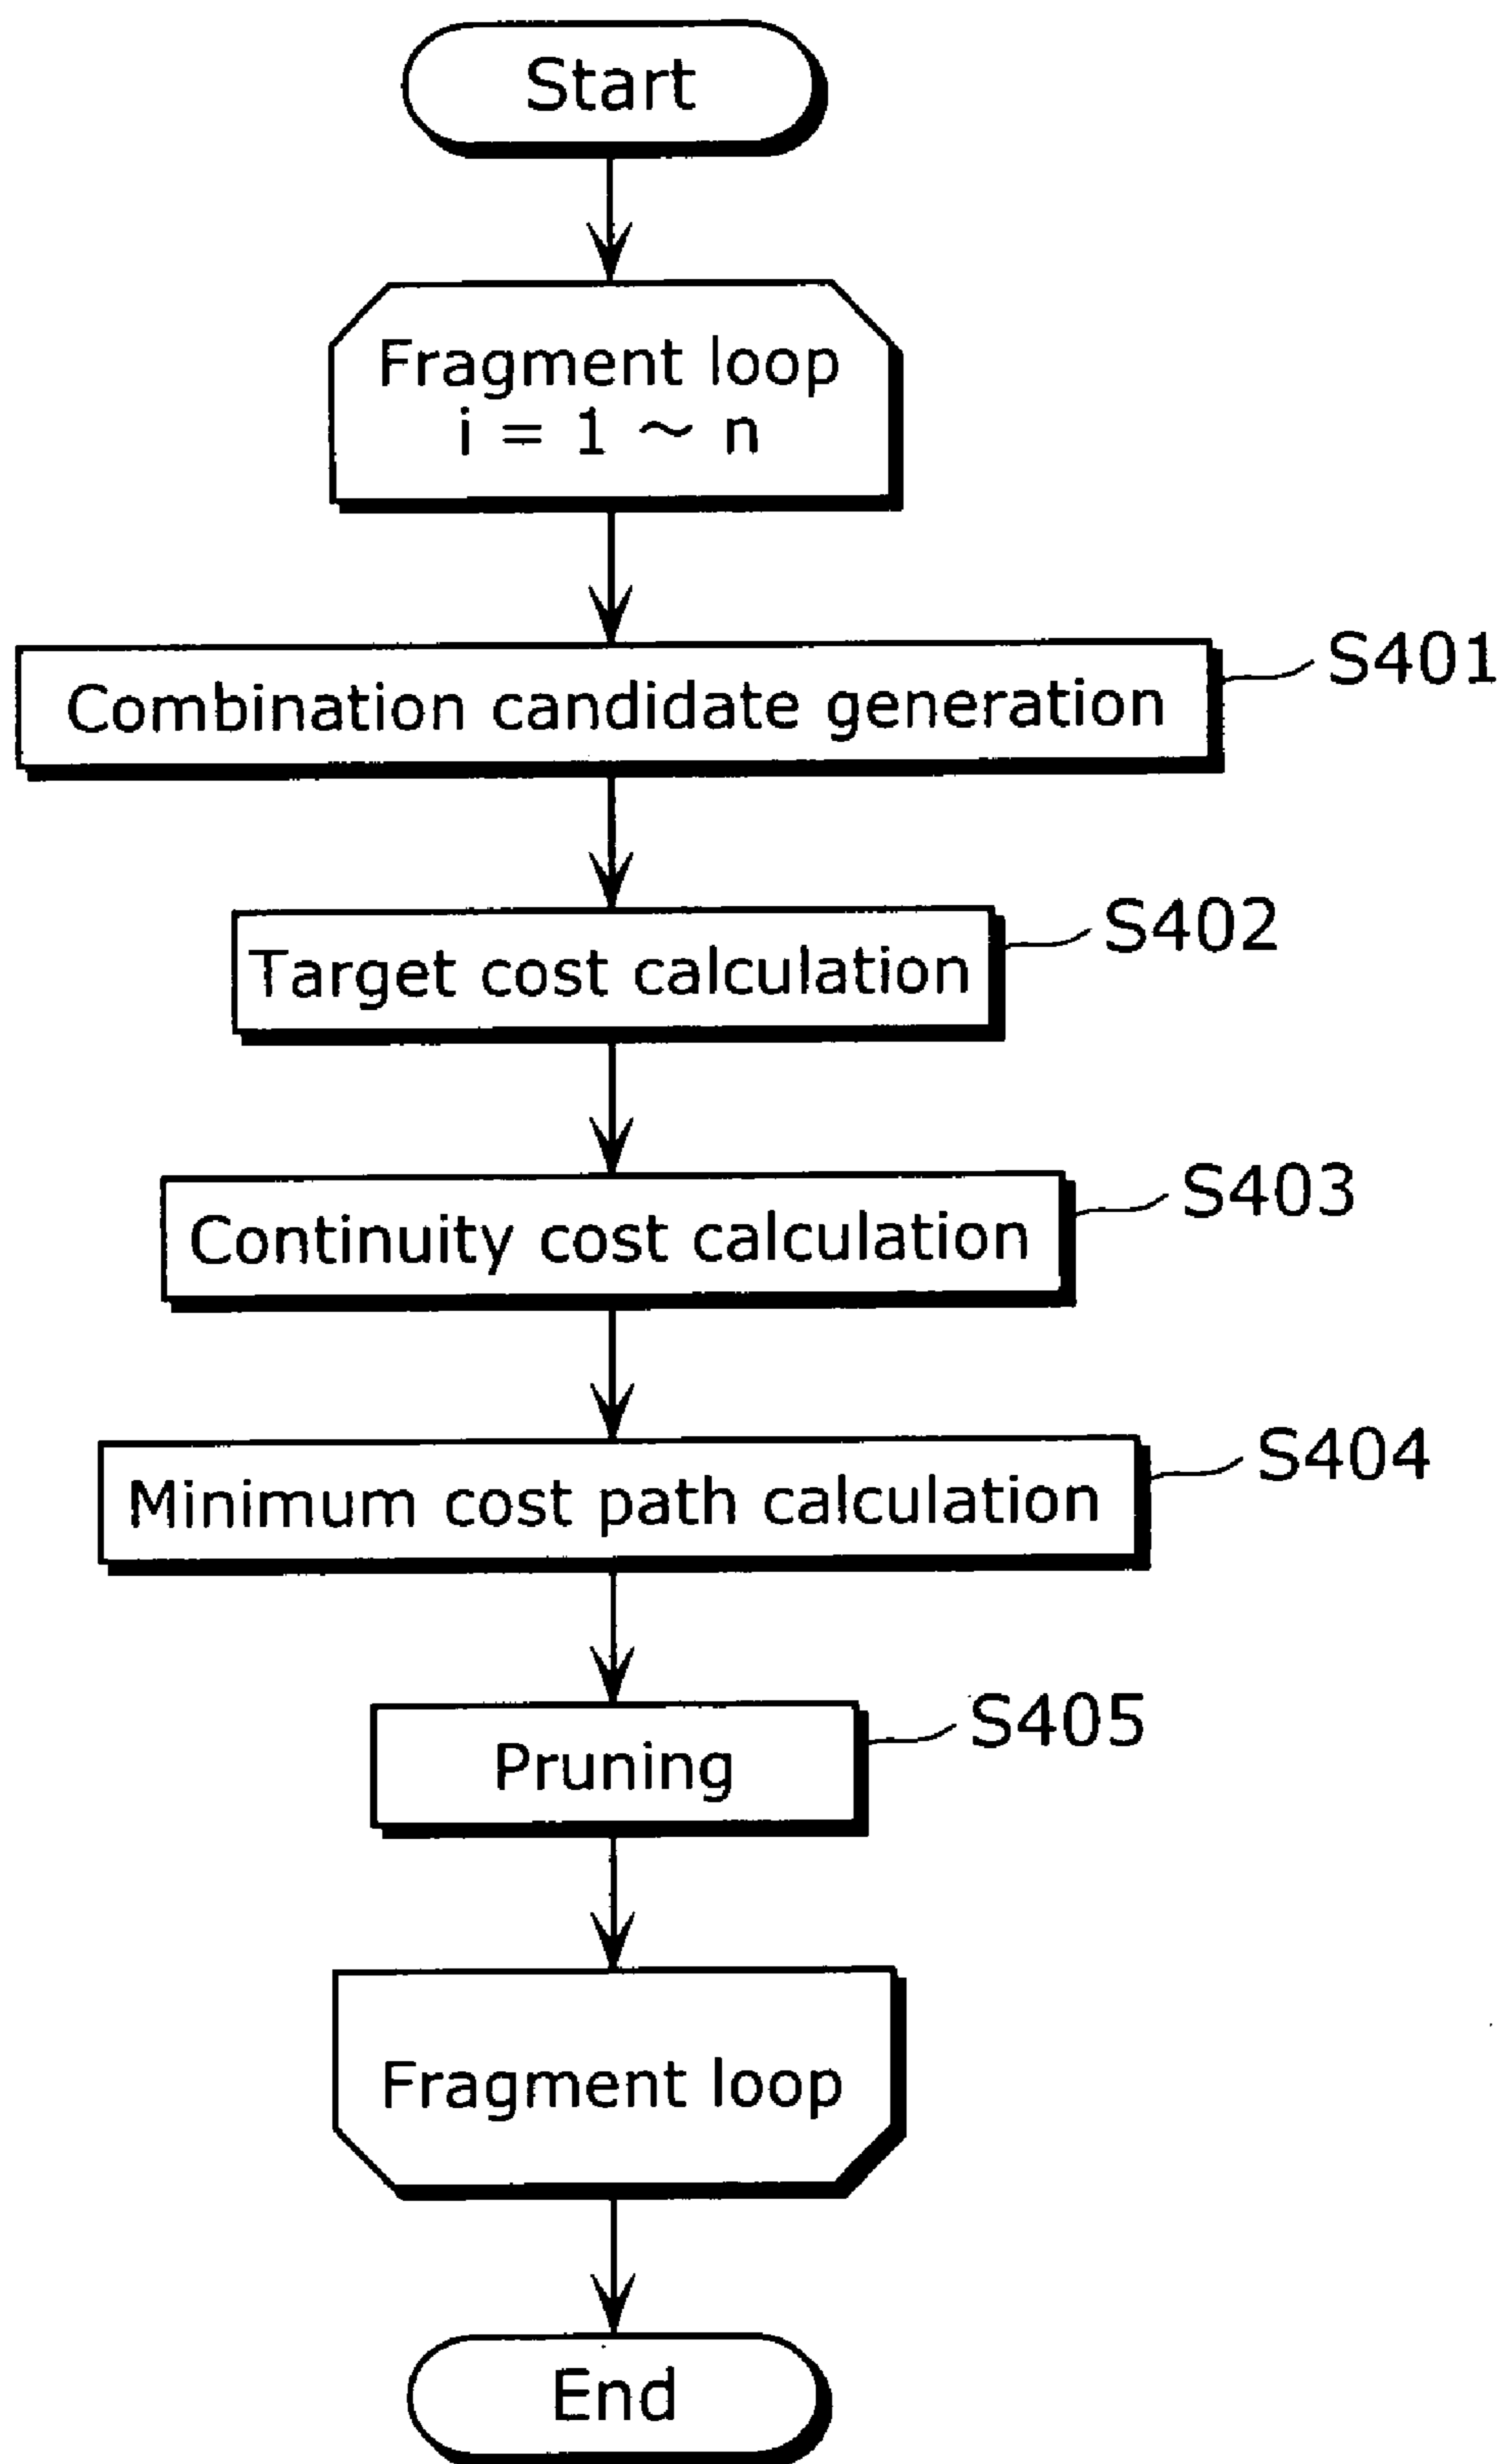 Start
Fragment loop
i = 1 ~ n
Combination candidate generation
S401
Target cost calculation
S402
Continuity cost calculation
S403
Minimum cost path calculation
S404
Pruning
S405
Fragment loop
End